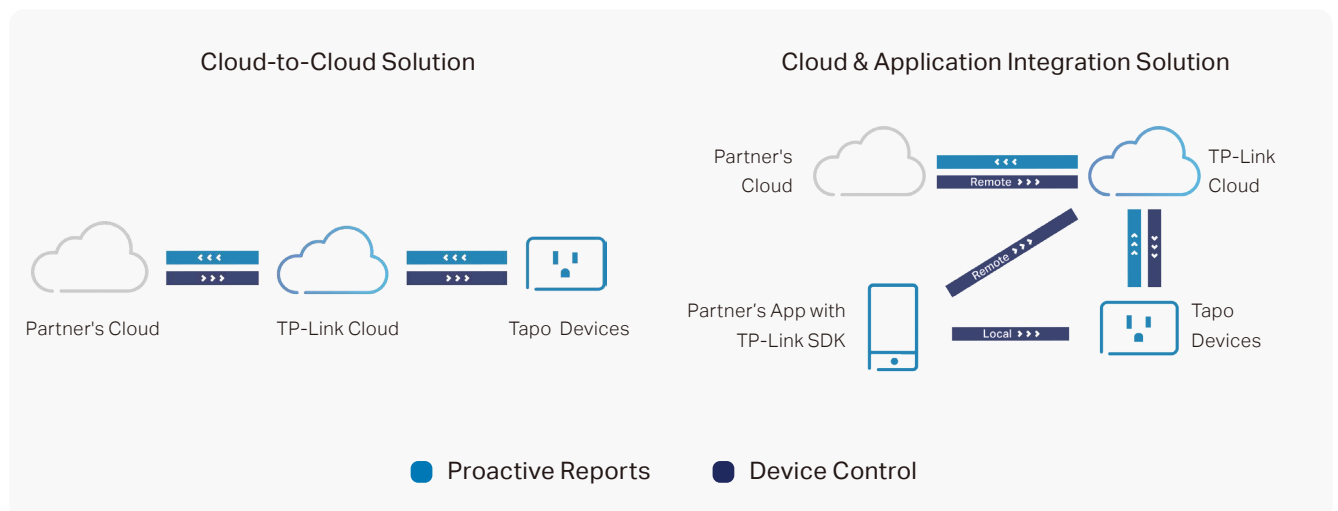 Cloud-to-Cloud Solution
Partner's Cloud
TP-Link Cloud
Tapo Devices
Cloud & Application Integration Solution
Partner's
Cloud
Remote
TP-Link
Cloud
Remote
Partner’s App with
TP-Link SDK
Local
Tapo
Devices
Proactive Reports
Device Control